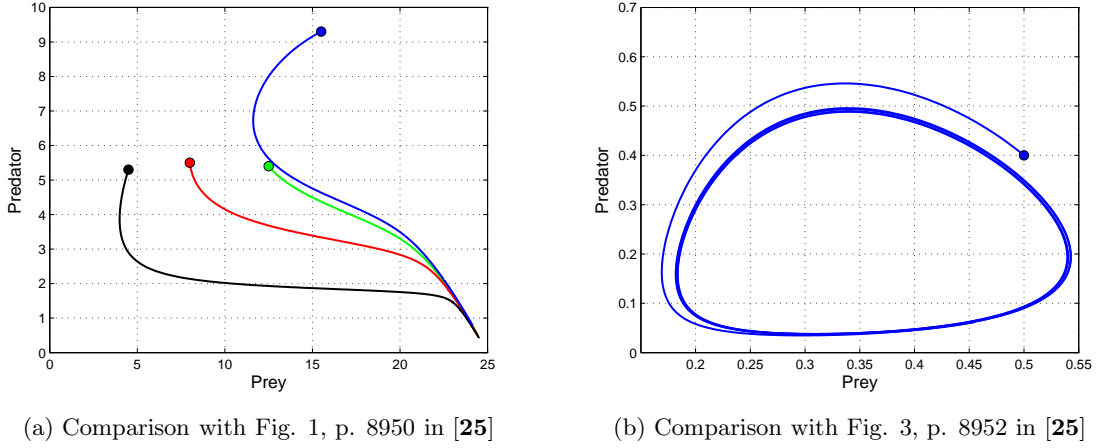 10
9
8
7
6
5
4
3
2
1
0
Predator
0 5 10 15 20 25
Prey
(a) Comparison with Fig. 1, p. 8950 in [25]
0.7
0.6
0.5
0.4
0.3
0.2
0.1
0
Predator
0.2 0.25 0.3 0.35 0.4 0.45 0.5 0.55
Prey
(b) Comparison with Fig. 3, p. 8952 in [25]